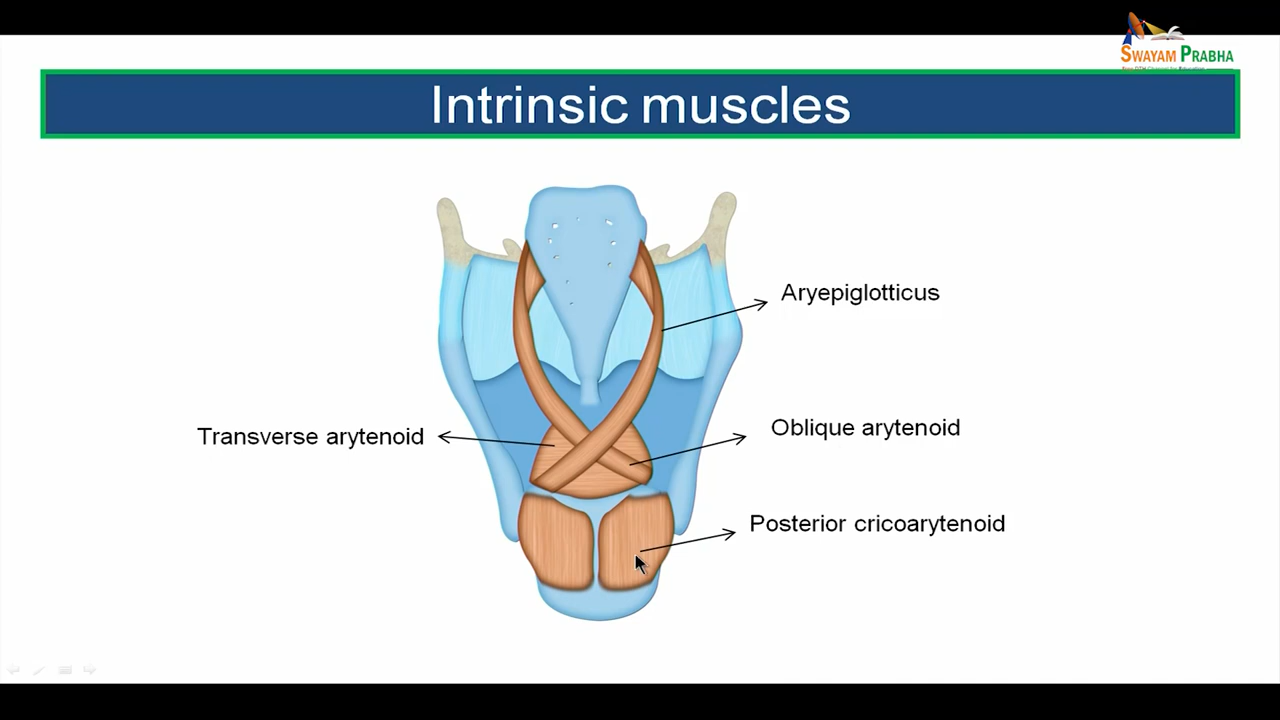 SWAYAM PRABHA
Intrinsic muscles
Aryepiglotticus
Oblique arytenoid
Transverse arytenoid
Posterior cricoarytenoid